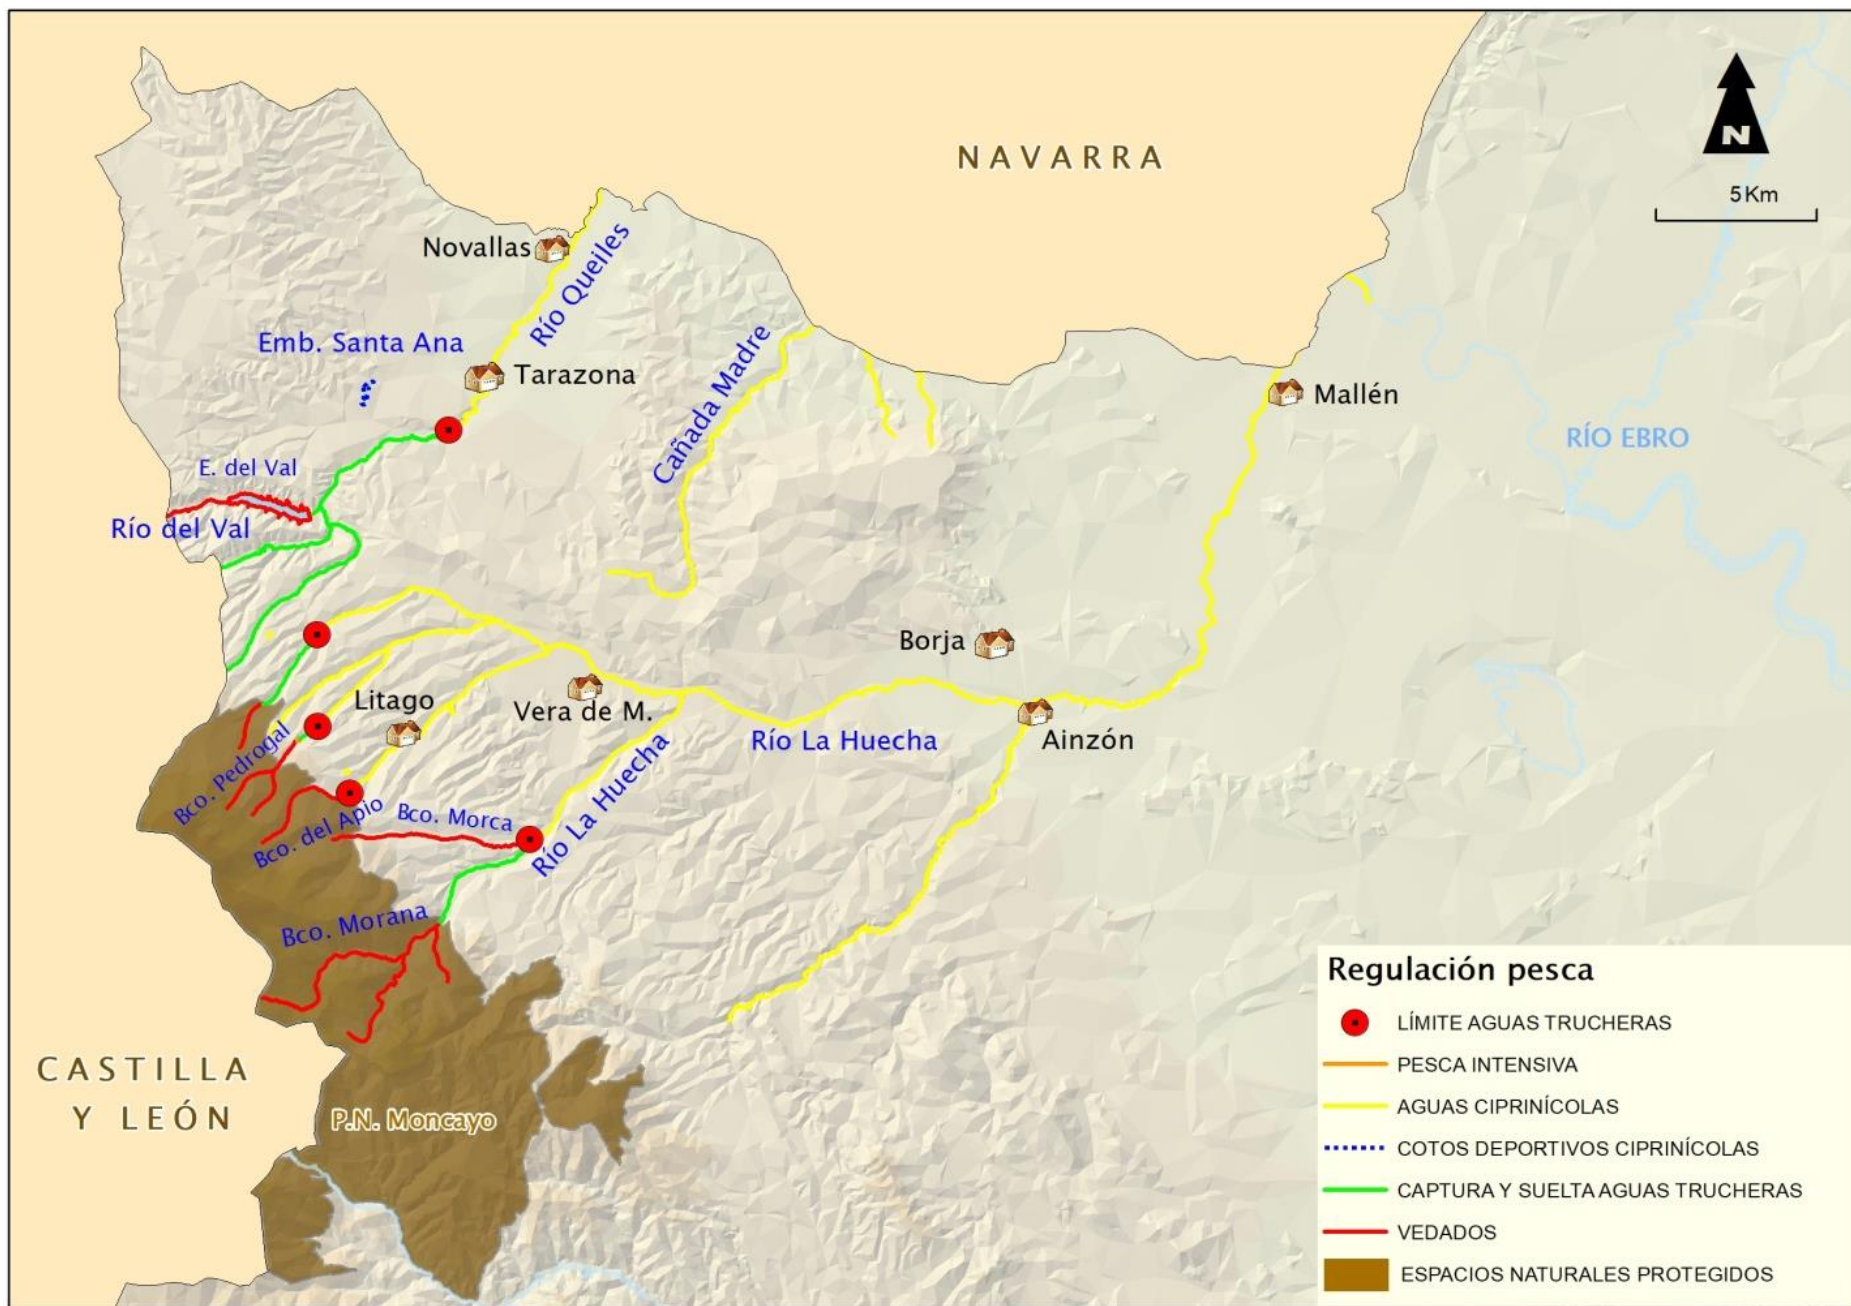 NAVARRA
N
5 Km
Novallas
Río Queiles
Emb. Santa Ana
Tarazona
Cañada Madre
Mallén
RÍO EBRO
E. del Val
Río del Val
Borja
Litago
Vera de M.
Río La Huecha
Ainzón
Bco. Pedrogal
Bco. del Apio
Bco. Morca
Río La Huecha
Bco. Morana
CASTILLA
Y LEÓN
P.N. Moncayo
Regulación pesca
LÍMITE AGUAS TRUCHERAS
PESCA INTENSIVA
AGUAS CIPRINÍCOLAS
COTOS DEPORTIVOS CIPRINÍCOLAS
CAPTURA Y SUELTA AGUAS TRUCHERAS
VEDADOS
ESPACIOS NATURALES PROTEGIDOS